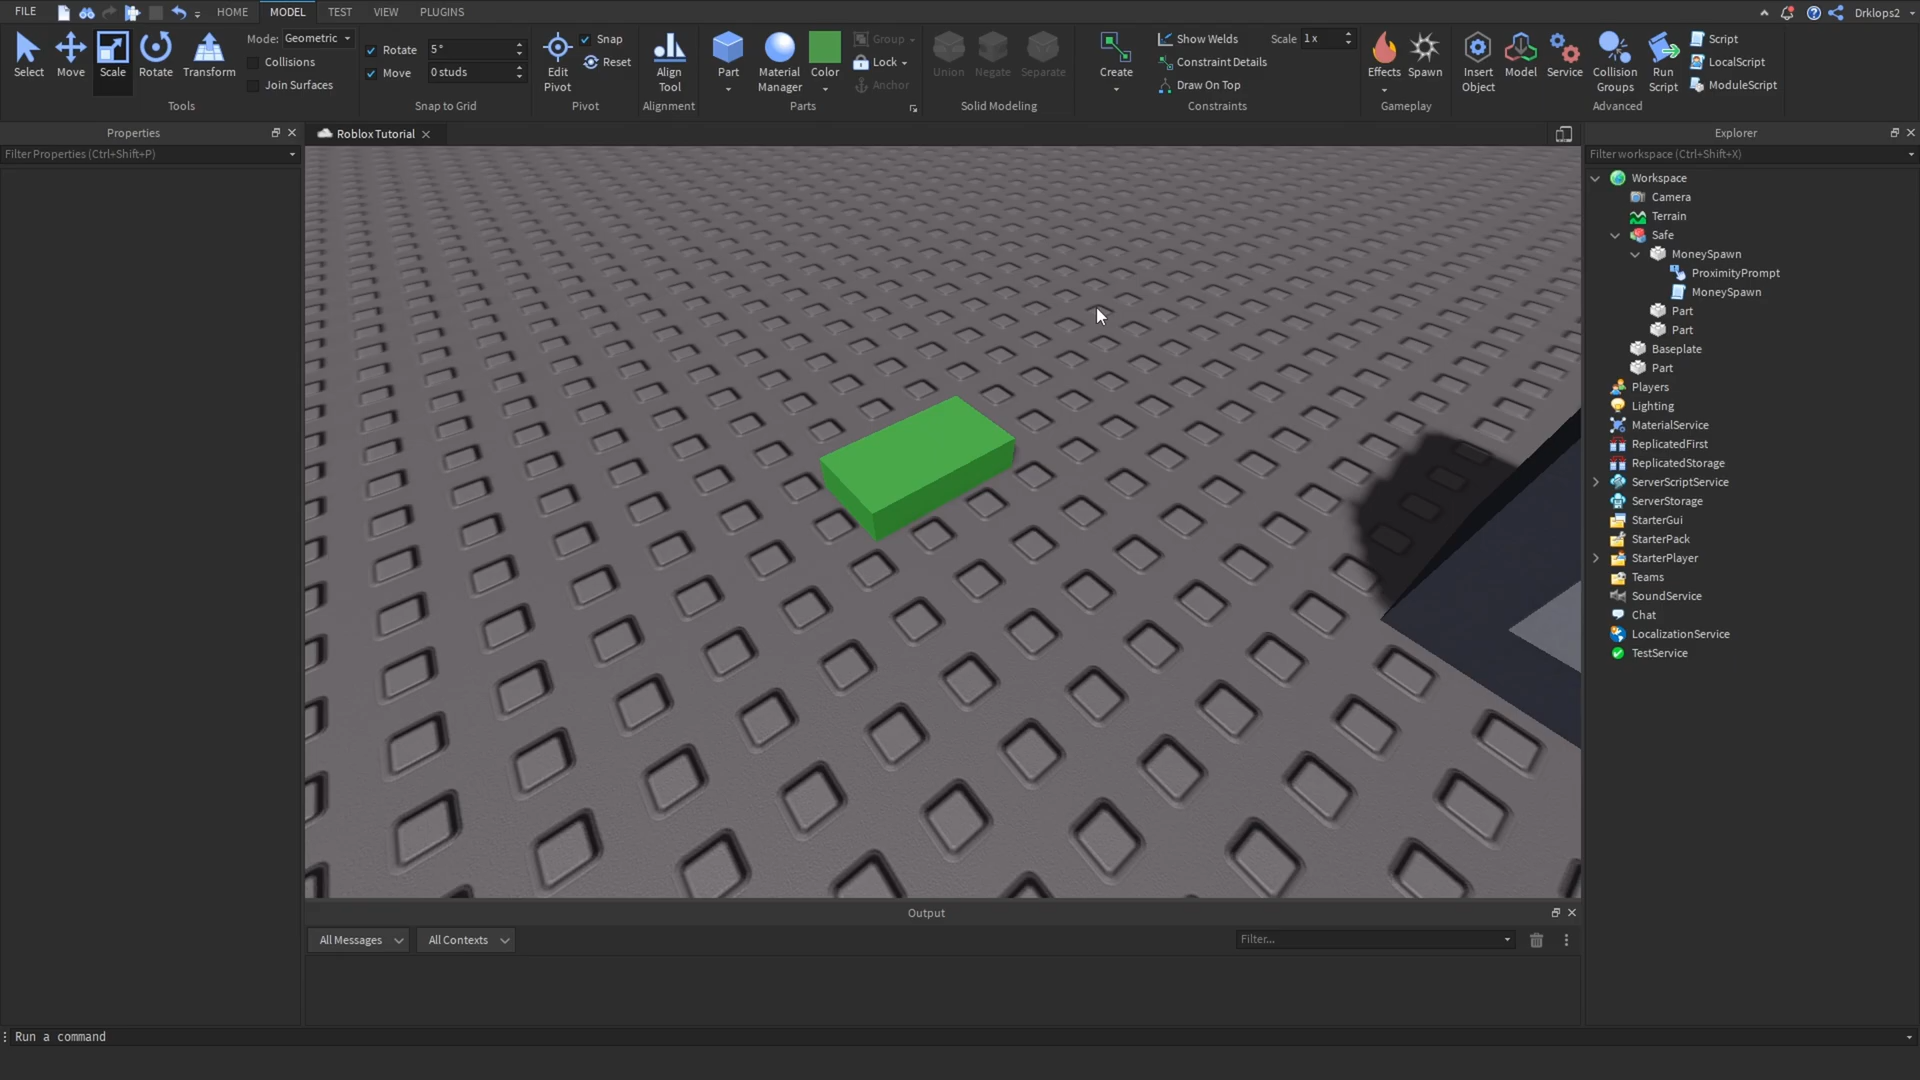 FILE HOME MODEL TEST VIEW PLUGINS Drklops2
Select Move Scale Rotate Transform
Mode: Geometric
Collisions
Join Surfaces
Tools
Rotate 5°
Move 0 studs
Snap to Grid
Edit Pivot
Snap
Reset
Pivot
Align Tool
Alignment
Part Material Manager Color
Group
Lock
Anchor
Parts
Union Negate Separate
Solid Modeling
Create
Show Welds Scale 1 x
Constraint Details
Draw On Top
Constraints
Effects Spawn
Gameplay
Insert Object Model Service Collision Groups Run Script
Script
LocalScript
ModuleScript
Advanced
Properties
Filter Properties (Ctrl+Shift+P)
Roblox Tutorial
Explorer
Filter workspace (Ctrl+Shift+X)
Workspace
Camera
Terrain
Safe
MoneySpawn
ProximityPrompt
MoneySpawn
Part
Part
Baseplate
Part
Players
Lighting
MaterialService
ReplicatedFirst
ReplicatedStorage
ServerScriptService
ServerStorage
StarterGui
StarterPack
StarterPlayer
Teams
SoundService
Chat
LocalizationService
TestService
Output
All Messages All Contexts Filter...
Run a command